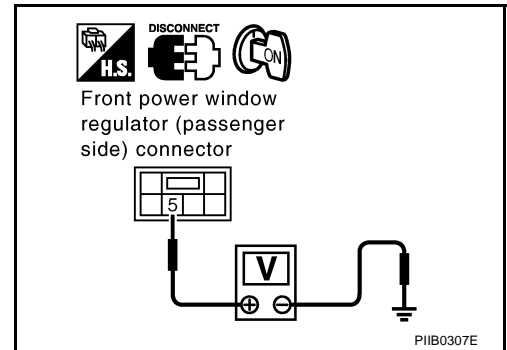 DISCONNECT
H.S.
ON
Front power window
regulator (passenger
side) connector
5
V
+ −
PIIB0307E